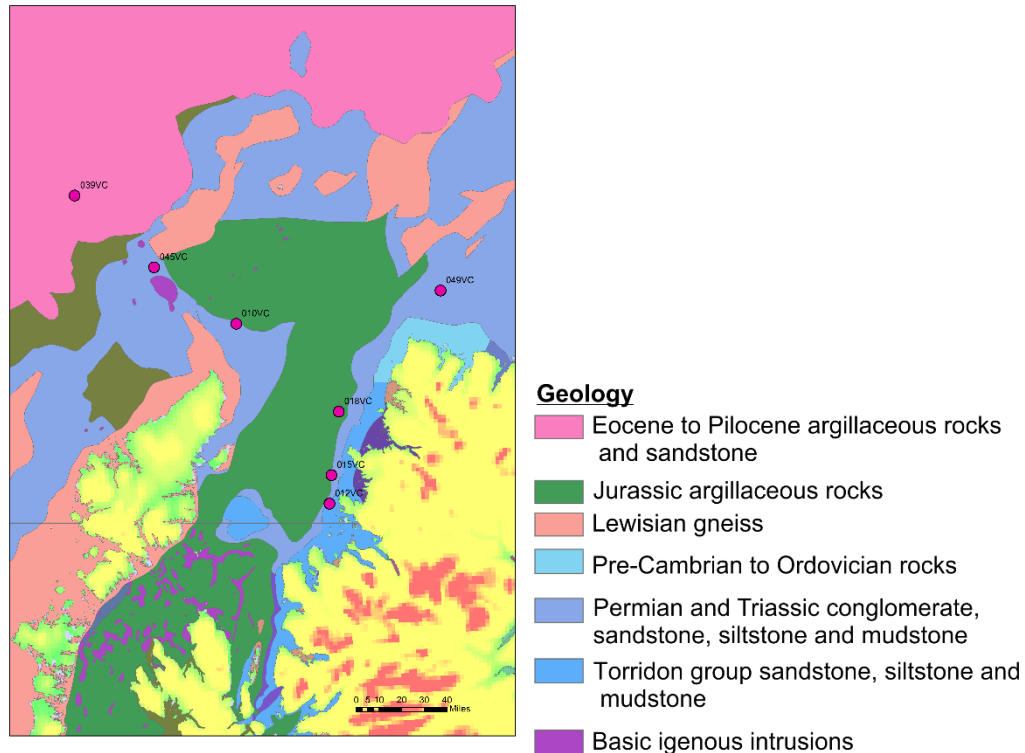 039VC
045VC
049VC
010VC
018VC
015VC
012VC
0 5 10 20 30 40
Miles
Geology
Eocene to Pilocene argillaceous rocks
and sandstone
Jurassic argillaceous rocks
Lewisian gneiss
Pre-Cambrian to Ordovician rocks
Permian and Triassic conglomerate,
sandstone, siltstone and mudstone
Torridon group sandstone, siltstone and
mudstone
Basic igenous intrusions